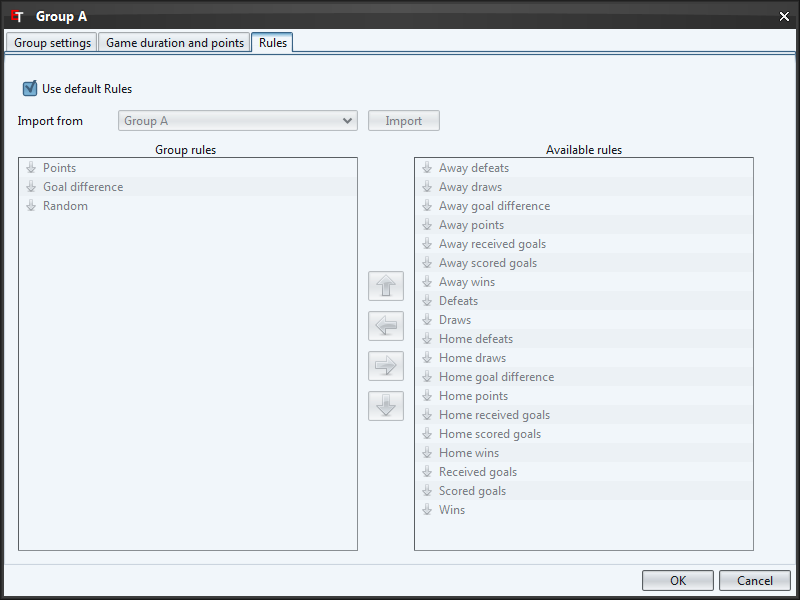 ET Group A
Group settings Game duration and points Rules
Use default Rules
Import from Group A Import
Group rules
Points
Goal difference
Random
Available rules
Away defeats
Away draws
Away goal difference
Away points
Away received goals
Away scored goals
Away wins
Defeats
Draws
Home defeats
Home draws
Home goal difference
Home points
Home received goals
Home scored goals
Home wins
Received goals
Scored goals
Wins
OK Cancel